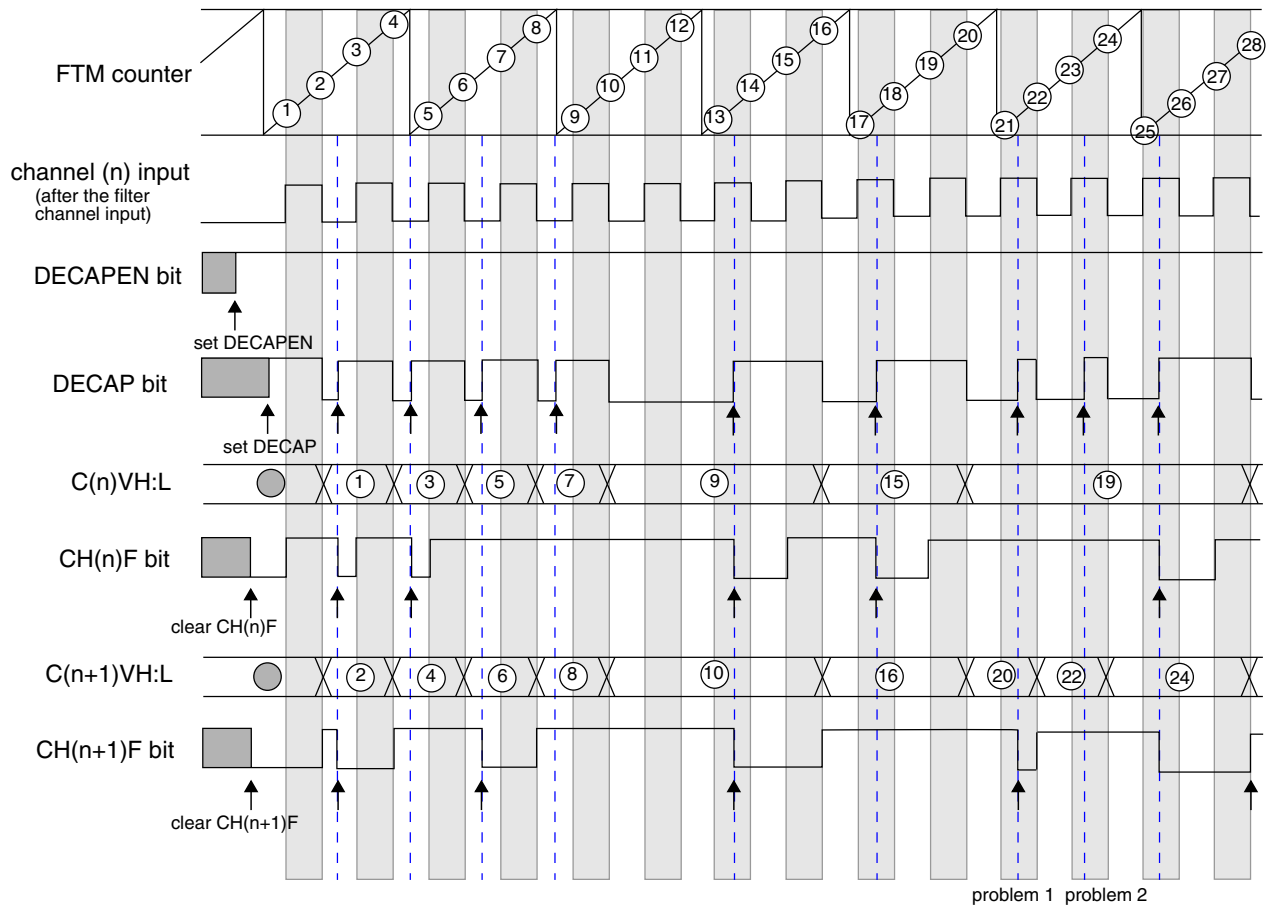 4 8 12 16 20 24 28
3 7 11 15 19 23 27
FTM counter
2 6 10 14 18 22 26
1 5 9 13 17 21 25
channel (n) input
(after the filter
channel input)
DECAPEN bit
set DECAPEN
DECAP bit
set DECAP
C(n)VH:L 1 3 5 7 9 15 19
CH(n)F bit
clear CH(n)F
C(n+1)VH:L 2 4 6 8 10 16 20 22 24
CH(n+1)F bit
clear CH(n+1)F
problem 1 problem 2